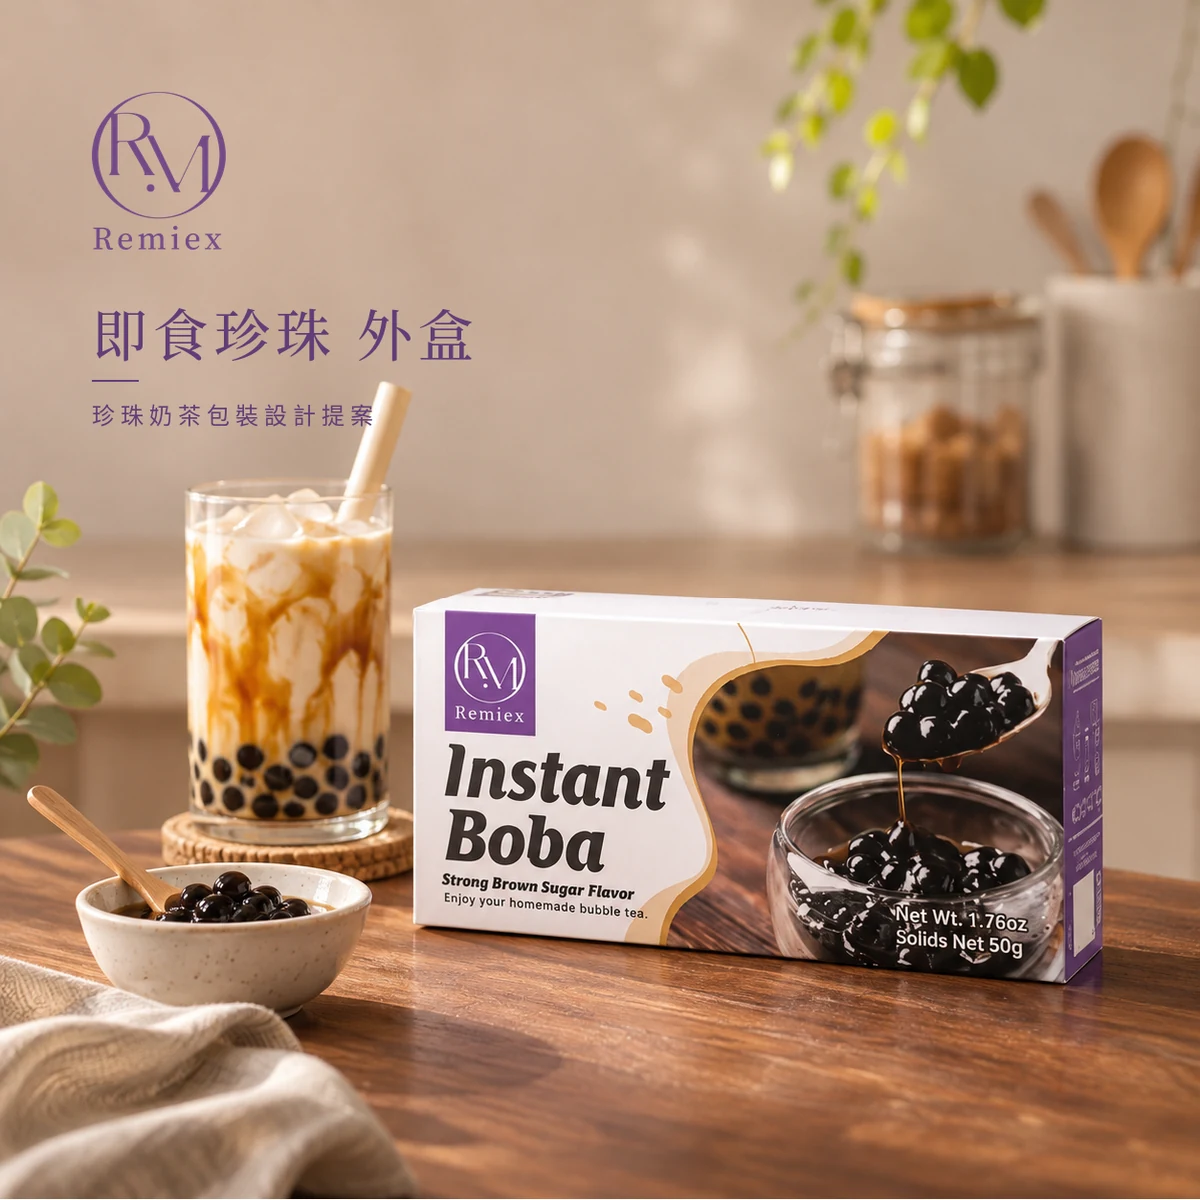 RM
Remiex
即食珍珠 外盒
珍珠奶茶包裝設計提案
RM
Remiex
Instant
Boba
Strong Brown Sugar Flavor
Enjoy your homemade bubble tea.
Net Wt. 1.76oz
Solids Net 50g